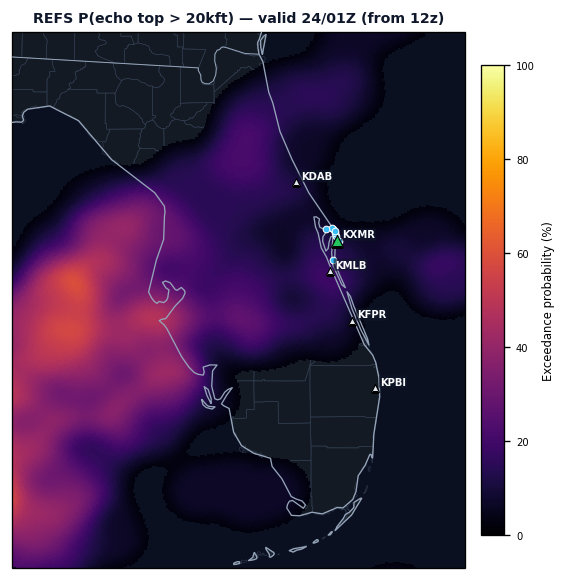 REFS P(echo top > 20kft) — valid 24/01Z (from 12z)
KDAB
KXMR
KMLB
KFPR
KPBI
100
80
60
40
20
0
Exceedance probability (%)